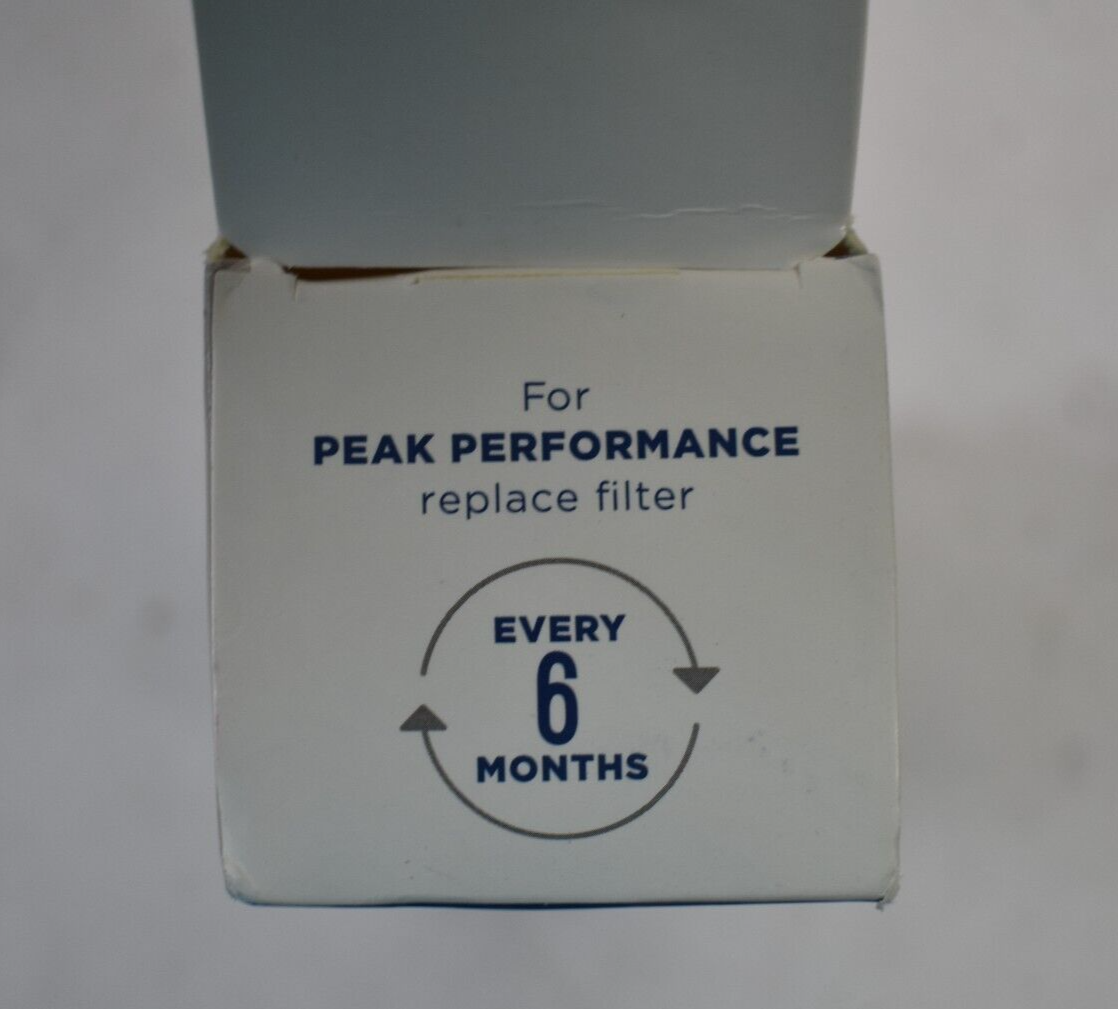 For
PEAK PERFORMANCE
replace filter
EVERY
6
MONTHS